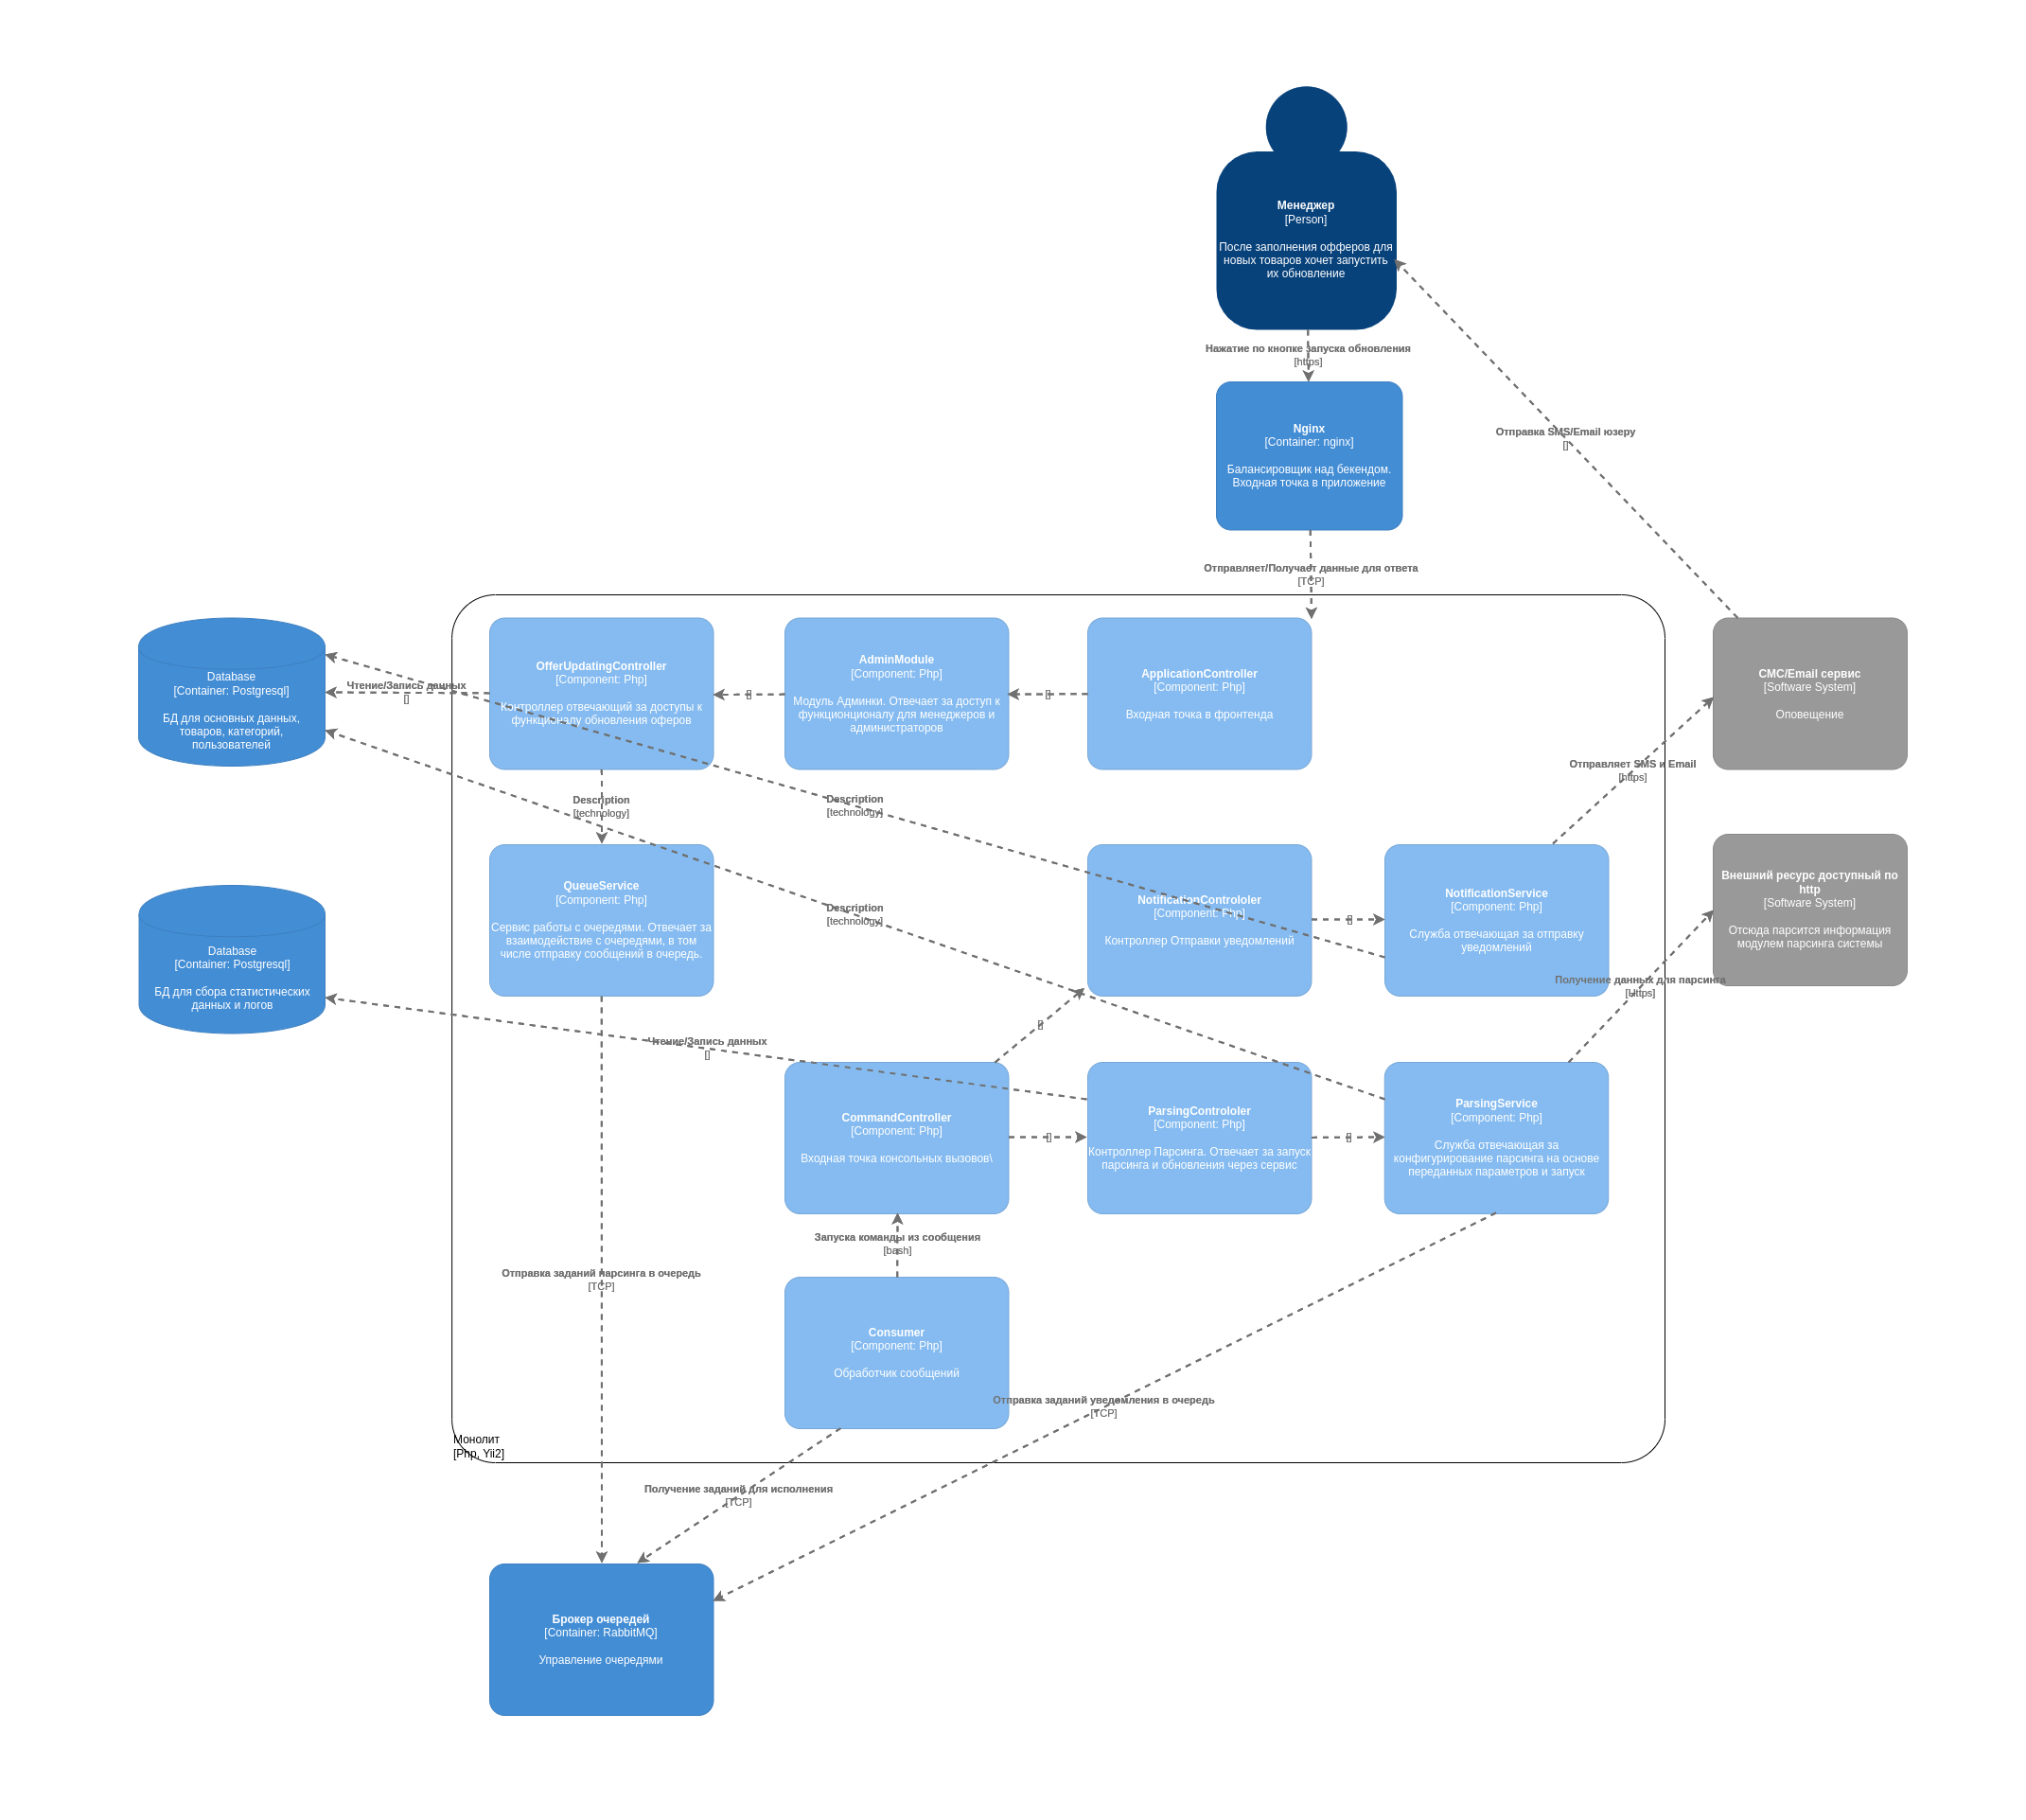 Менеджер
[Person]
После заполнения офферов для
новых товаров хочет запустить
их обновление
Нажатие по кнопке запуска обновления
[https]
Nginx
[Container: nginx]
Балансировщик над бекендом.
Входная точка в приложение
Отправка SMS/Email юзеру
[]
Отправляет/Получает данные для ответа
[TCP]
Database
[Container: Postgresql]
БД для основных данных,
товаров, категорий,
пользователей
Чтение/Запись данных
[]
OfferUpdatingController
[Component: Php]
Контроллер отвечающий за доступы к
функционалу обновления оферов
[]
AdminModule
[Component: Php]
Модуль Админки. Отвечает за доступ к
функционционалу для менеджеров и
администраторов
[]
ApplicationController
[Component: Php]
Входная точка в фронтенда
СМС/Email сервис
[Software System]
Оповещение
Отправляет SMS и Email
[https]
Description
[technology]
Description
[technology]
QueueService
[Component: Php]
Сервис работы с очередями. Отвечает за
взаимодействие с очередями, в том
числе отправку сообщений в очередь.
Description
[technology]
NotificationControloler
[Component: Php]
Контроллер Отправки уведомлений
[]
NotificationService
[Component: Php]
Служба отвечающая за отправку
уведомлений
Внешний ресурс доступный по
http
[Software System]
Отсюда парсится информация
модулем парсинга системы
Database
[Container: Postgresql]
БД для сбора статистических
данных и логов
Получение данных для парсинга
[Https]
[]
Чтение/Запись данных
[]
CommandController
[Component: Php]
Входная точка консольных вызовов\
[]
ParsingControloler
[Component: Php]
Контроллер Парсинга. Отвечает за запуск
парсинга и обновления через сервис
[]
ParsingService
[Component: Php]
Служба отвечающая за
конфигурирование парсинга на основе
переданных параметров и запуск
Запуска команды из сообщения
[bash]
Отправка заданий парсинга в очередь
[TCP]
Consumer
[Component: Php]
Обработчик сообщений
Отправка заданий уведомления в очередь
[TCP]
Монолит
[Php, Yii2]
Получение заданий для исполнения
[TCP]
Брокер очередей
[Container: RabbitMQ]
Управление очередями